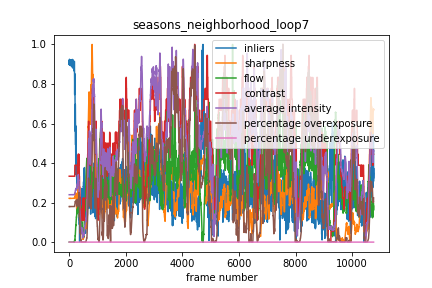 seasons_neighborhood_loop7
1.0
0.8
0.6
0.4
0.2
0.0
inliers
sharpness
flow
contrast
average intensity
percentage overexposure
percentage underexposure
0 2000 4000 6000 8000 10000
frame number